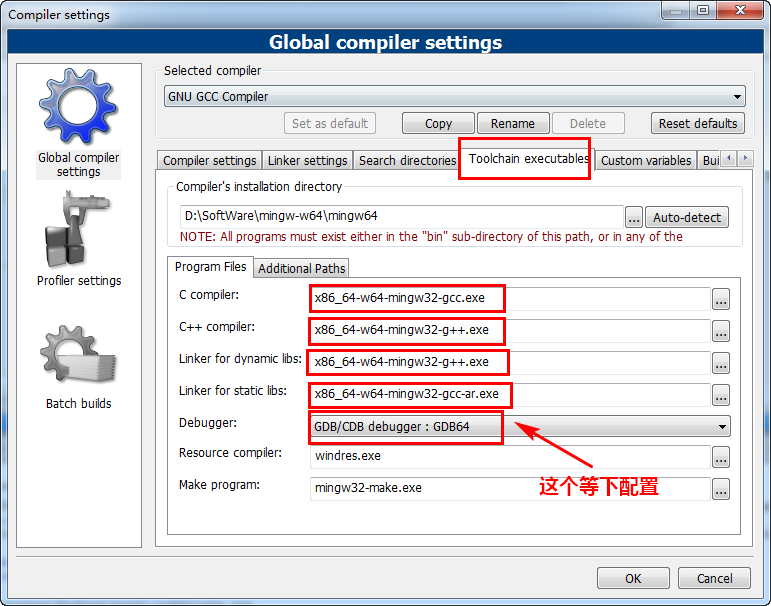 Compiler settings
Global compiler settings
Global compiler
settings
Profiler settings
Batch builds
Selected compiler
GNU GCC Compiler
Set as default
Copy
Rename
Delete
Reset defaults
Compiler settings
Linker settings
Search directories
Toolchain executables
Custom variables
Bui
Compiler's installation directory
D:\SoftWare\mingw-w64\mingw64
...
Auto-detect
NOTE: All programs must exist either in the "bin" sub-directory of this path, or in any of the
Program Files
Additional Paths
C compiler:
x86_64-w64-mingw32-gcc.exe
...
C++ compiler:
x86_64-w64-mingw32-g++.exe
...
Linker for dynamic libs:
x86_64-w64-mingw32-g++.exe
...
Linker for static libs:
x86_64-w64-mingw32-gcc-ar.exe
...
Debugger:
GDB/CDB debugger : GDB64
Resource compiler:
windres.exe
...
Make program:
mingw32-make.exe
...
这个等下配置
OK
Cancel